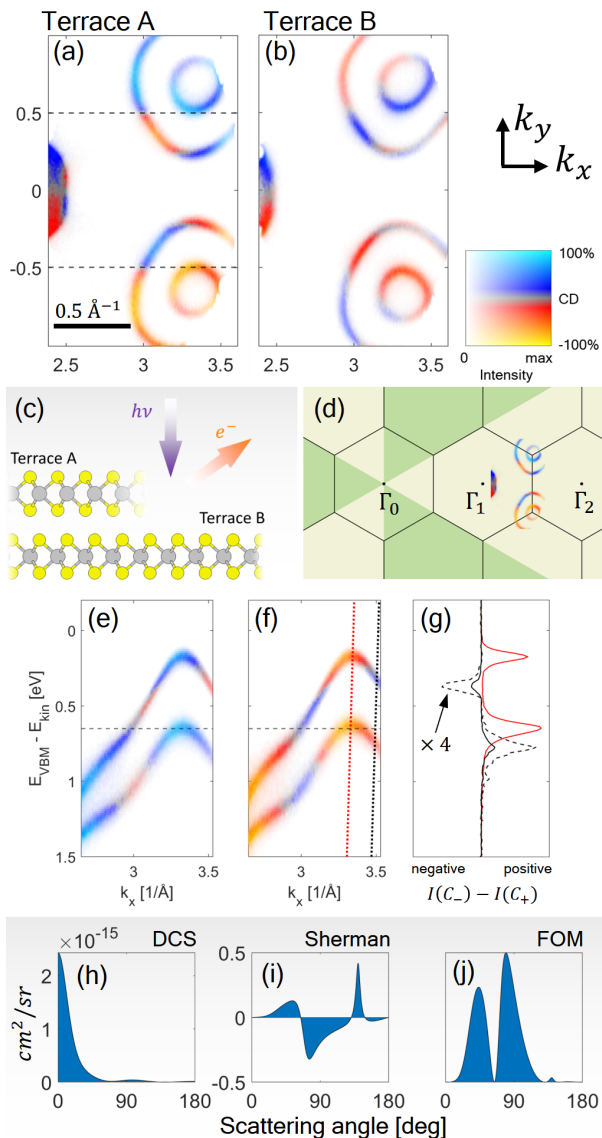 Terrace A
Terrace B
(a)
(b)
0.5
0
-0.5
0.5 Å⁻¹
2.5
3
3.5
2.5
3
3.5
k_y
k_x
100%
CD
-100%
0
max
Intensity
(c)
hν
e⁻
Terrace A
Terrace B
(d)
Γ₀
Γ₁
Γ₂
(e)
(f)
(g)
0
0.5
1
1.5
E_VBM - E_kin [eV]
× 4
3
3.5
3
3.5
k_x [1/Å]
k_x [1/Å]
negative
positive
I(C₋) − I(C₊)
×10⁻¹⁵
DCS
Sherman
FOM
(h)
(i)
(j)
2
1
0
cm²/sr
0.5
0
-0.5
0
90
180
0
90
180
0
90
180
Scattering angle [deg]